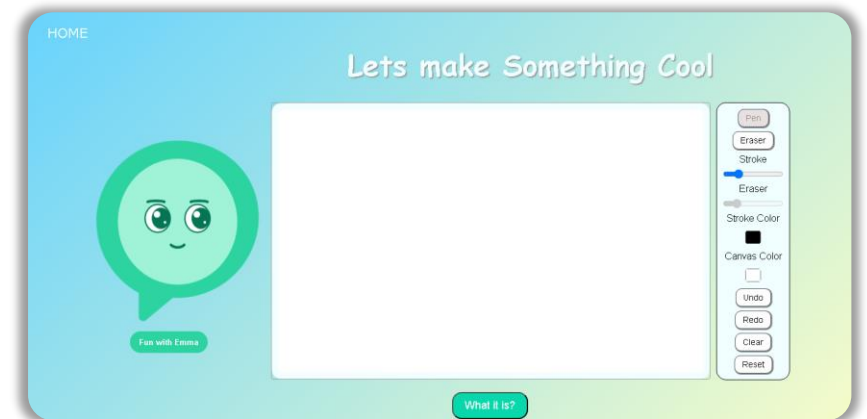 HOME
Lets make Something Cool
Fun with Emma
Pen
Eraser
Stroke
Eraser
Stroke Color
Canvas Color
Undo
Redo
Clear
Reset
What it is?